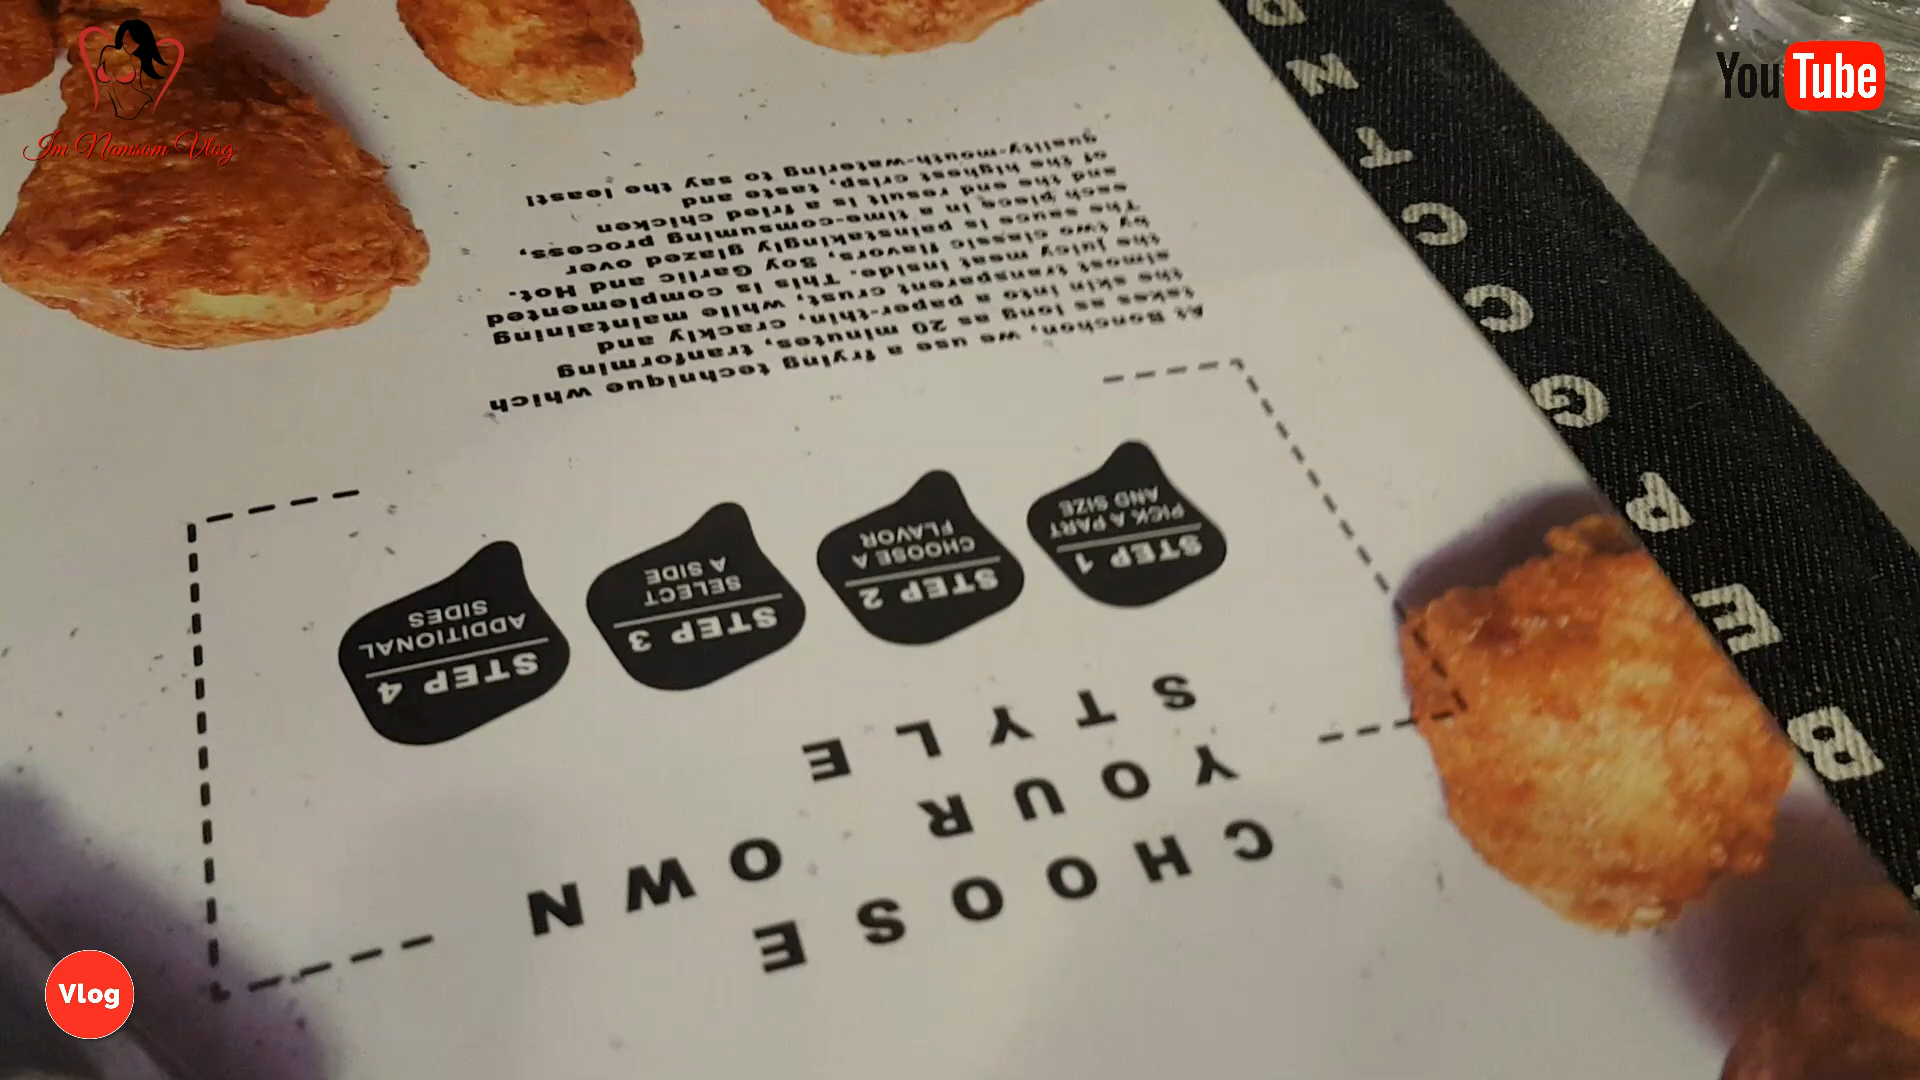 Im Namsom Vlog
YouTube
CHOOSE
YOUR OWN
STYLE
STEP 1
PICK A PART
AND SIZE
STEP 2
CHOOSE A
FLAVOR
STEP 3
SELECT
A SIDE
STEP 4
ADDITIONAL
SIDES
At Bonchon, we use a frying technique which
takes as long as 20 minutes, tranforming
the skin into a paper-thin, crackly and
almost transparent crust, while maintaining
the juicy meat inside. This is complemented
by two classic flavors, Soy Garlic and Hot.
The sauce is painstakingly glazed over
each piece in a time-comsuming process,
and the end result is a fried chicken
of the highest crisp, taste and
quality-mouth-watering to say the least!
Vlog